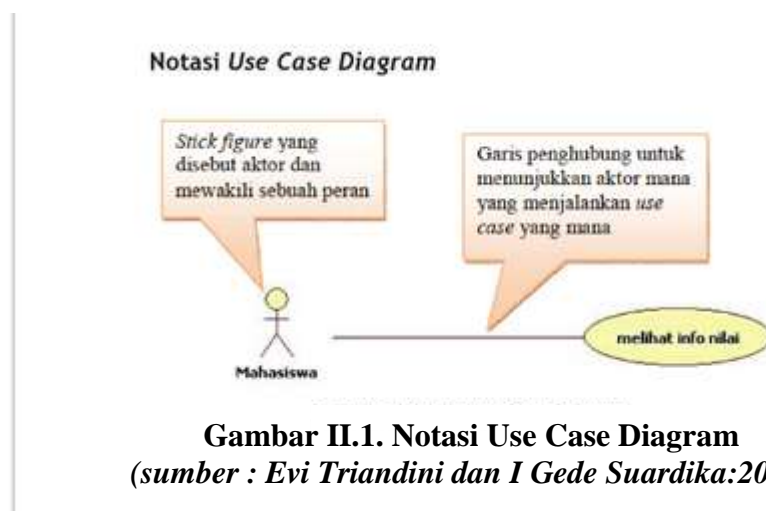 Notasi Use Case Diagram
Stick figure yang
disebut aktor dan
mewakili sebuah peran
Garis penghubung untuk
menunjukkan aktor mana
yang menjalankan use
case yang mana
melihat info nilai
Mahasiswa
Gambar II.1. Notasi Use Case Diagram
(sumber : Evi Triandini dan I Gede Suardika:20